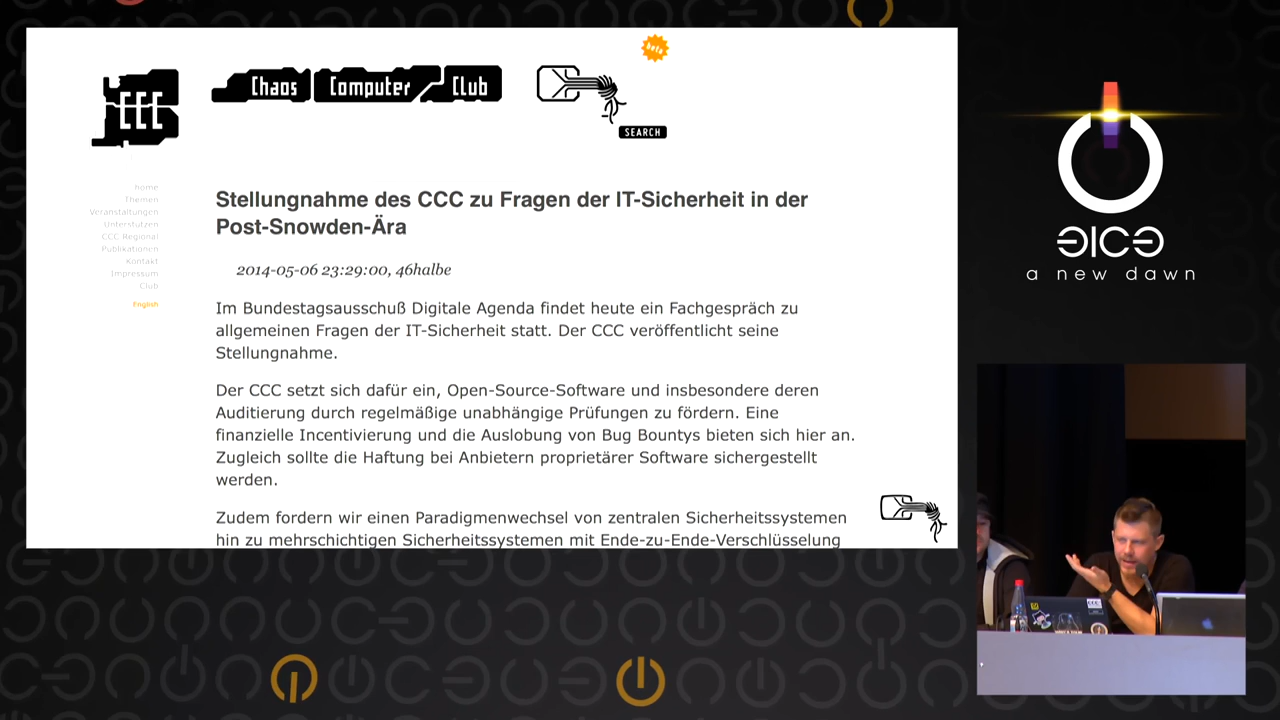 Auto
CCC
Chaos Computer Club
SEARCH
home
Themen
Veranstaltungen
Unterstützen
CCC Regional
Publikationen
Kontakt
Impressum
Club
English
Stellungnahme des CCC zu Fragen der IT-Sicherheit in der
Post-Snowden-Ära
2014-05-06 23:29:00, 46halbe
Im Bundestagsausschuß Digitale Agenda findet heute ein Fachgespräch zu
allgemeinen Fragen der IT-Sicherheit statt. Der CCC veröffentlicht seine
Stellungnahme.
Der CCC setzt sich dafür ein, Open-Source-Software und insbesondere deren
Auditierung durch regelmäßige unabhängige Prüfungen zu fördern. Eine
finanzielle Incentivierung und die Auslobung von Bug Bountys bieten sich hier an.
Zugleich sollte die Haftung bei Anbietern proprietärer Software sichergestellt
werden.
Zudem fordern wir einen Paradigmenwechsel von zentralen Sicherheitssystemen
hin zu mehrschichtigen Sicherheitssystemen mit Ende-zu-Ende-Verschlüsselung
31C3
a new dawn